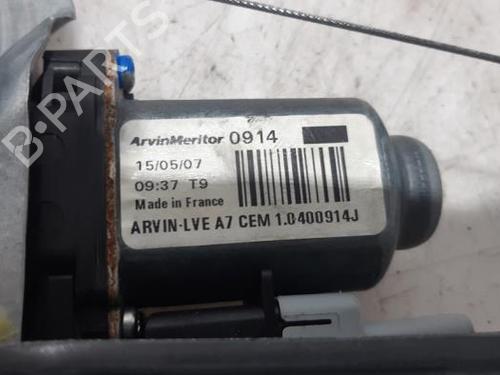 B-PARTS
ArvinMeritor 0914
15/05/07
09:37 T9
Made in France
ARVIN-LVE A7 CEM 1.0400914J